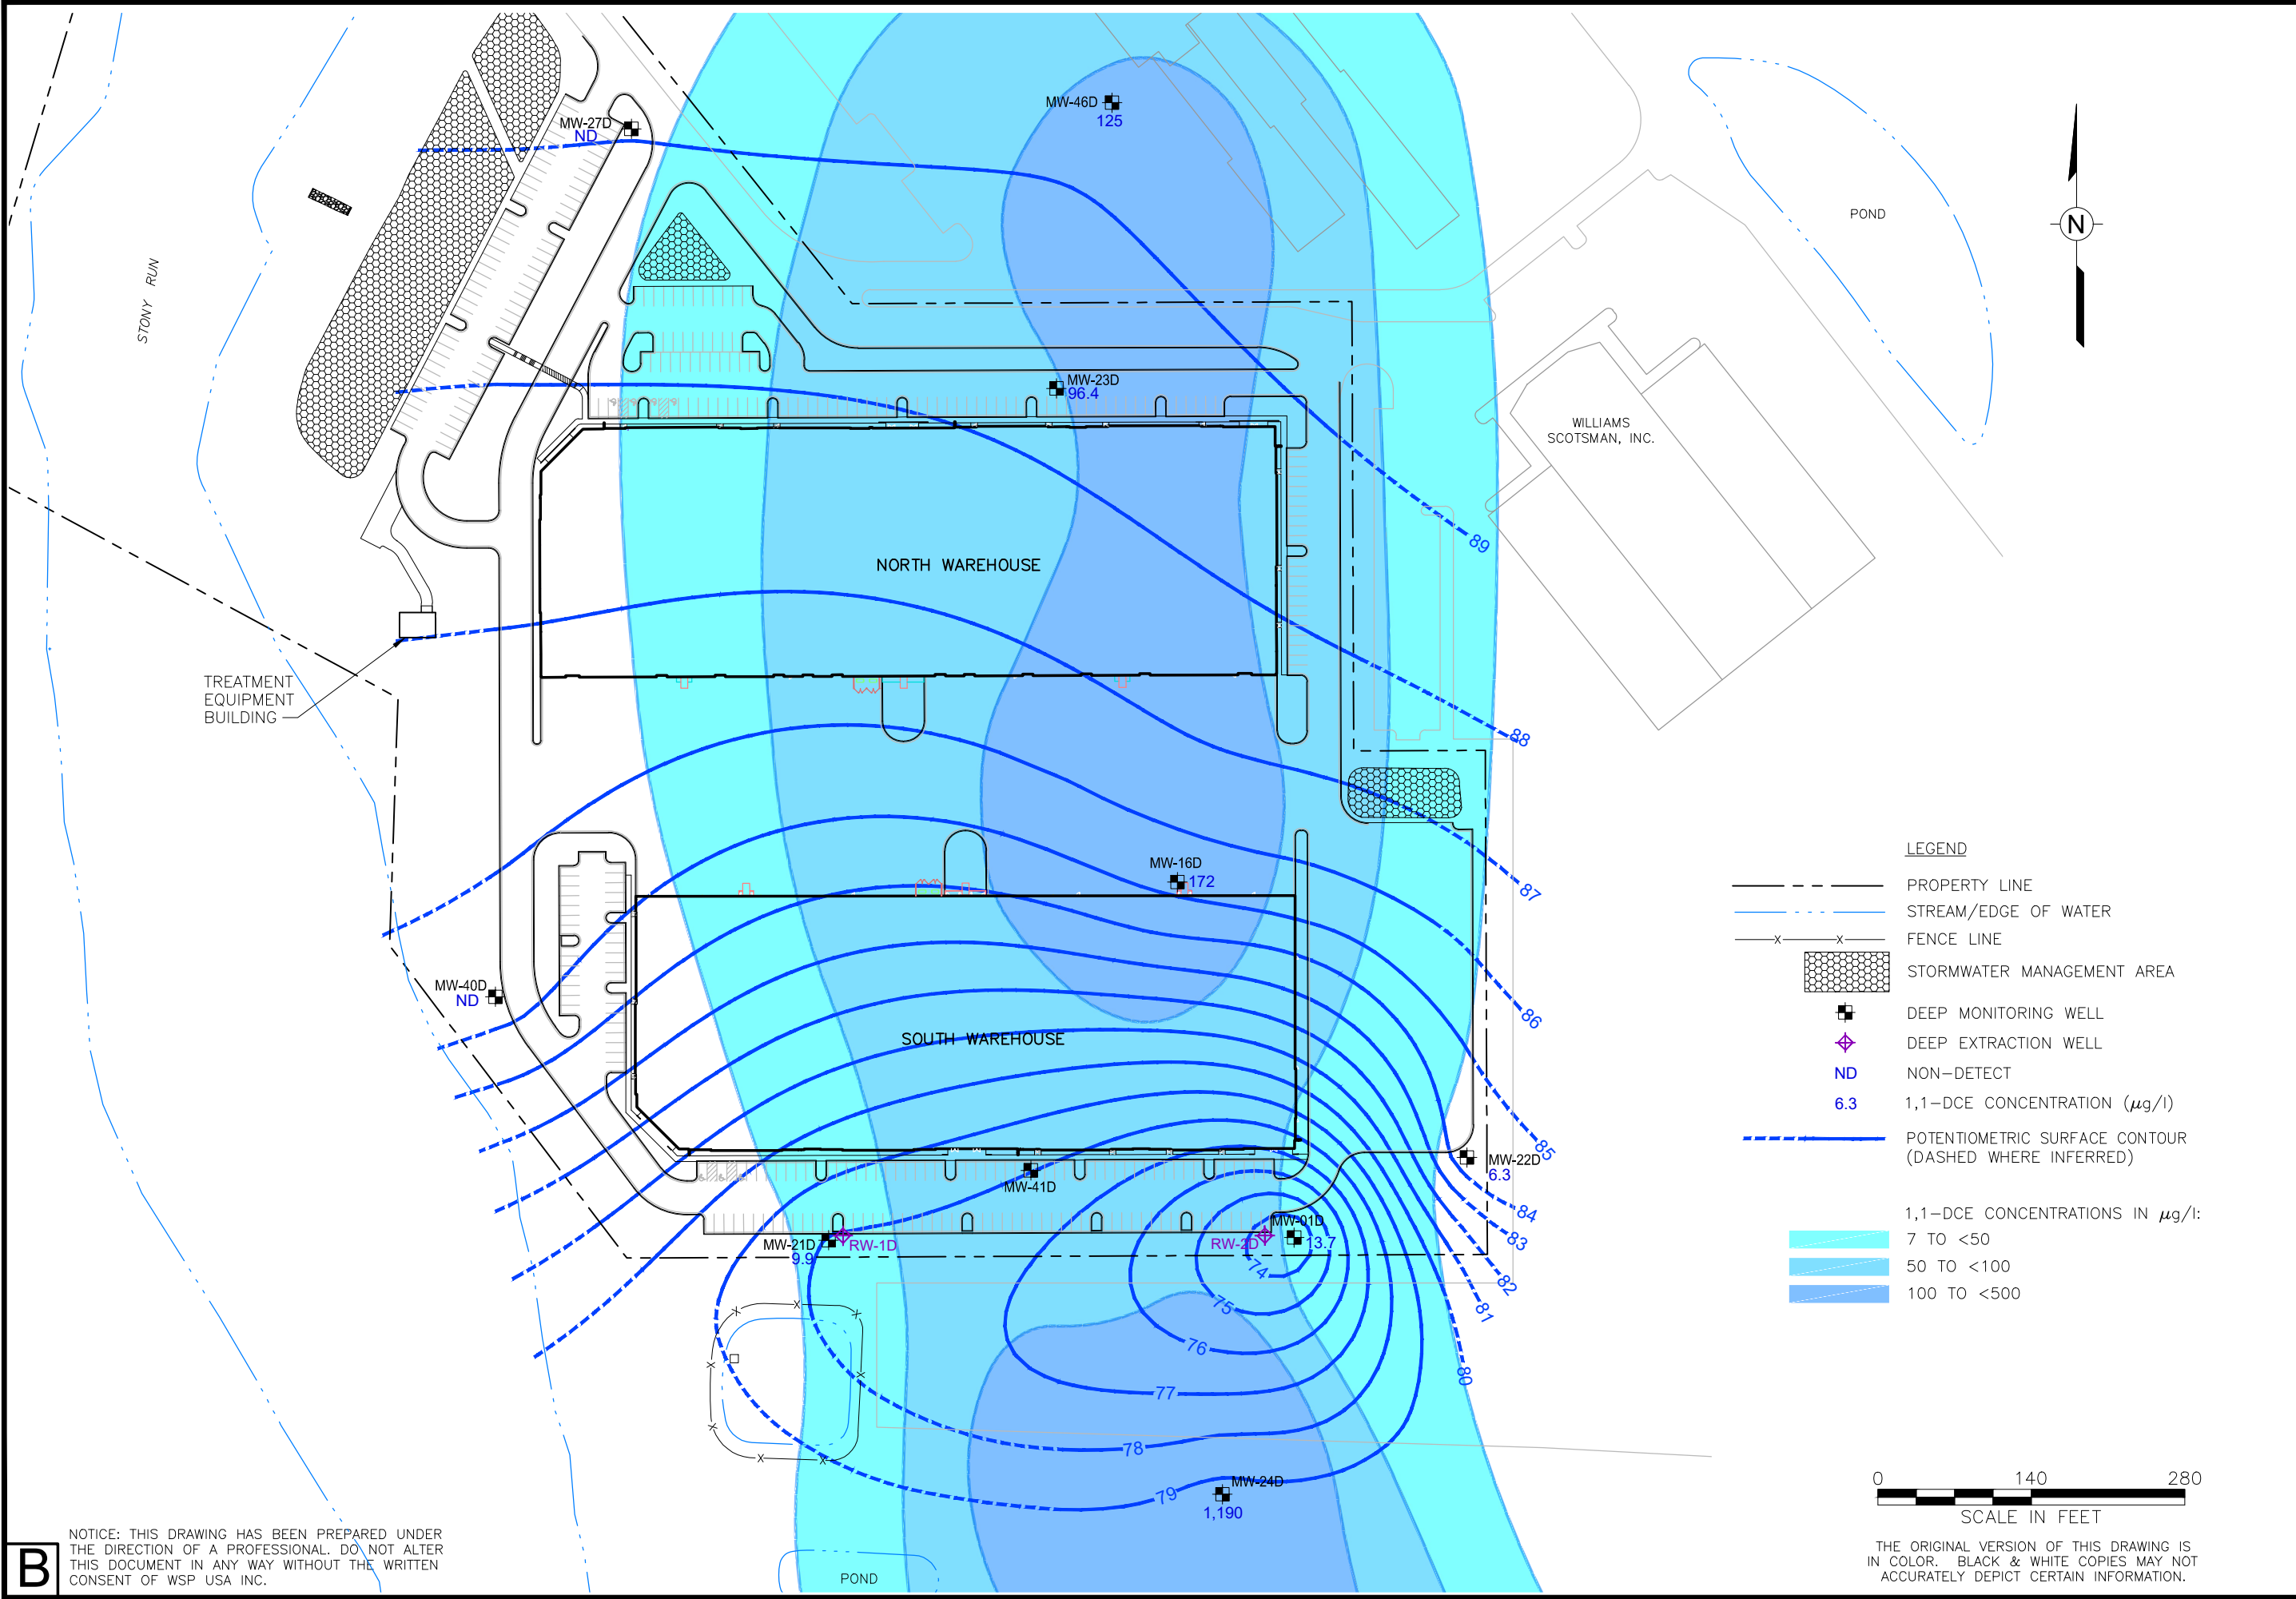 MW-46D
125
MW-27D
ND
POND
N
STONY RUN
MW-23D
96.4
WILLIAMS
SCOTSMAN, INC.
89
NORTH WAREHOUSE
TREATMENT
EQUIPMENT
BUILDING
88
MW-16D
172
87
MW-40D
ND
86
SOUTH WAREHOUSE
85
MW-22D
6.3
MW-41D
84
83
82
81
80
MW-21D
9.9
RW-1D
RW-2D
MW-01D
13.7
74
75
76
77
78
79
MW-24D
1,190
POND
LEGEND
PROPERTY LINE
STREAM/EDGE OF WATER
X X FENCE LINE
STORMWATER MANAGEMENT AREA
DEEP MONITORING WELL
DEEP EXTRACTION WELL
ND NON-DETECT
6.3 1,1-DCE CONCENTRATION (µg/l)
POTENTIOMETRIC SURFACE CONTOUR
(DASHED WHERE INFERRED)
1,1-DCE CONCENTRATIONS IN µg/l:
7 TO <50
50 TO <100
100 TO <500
0 140 280
SCALE IN FEET
THE ORIGINAL VERSION OF THIS DRAWING IS
IN COLOR. BLACK & WHITE COPIES MAY NOT
ACCURATELY DEPICT CERTAIN INFORMATION.
B
NOTICE: THIS DRAWING HAS BEEN PREPARED UNDER
THE DIRECTION OF A PROFESSIONAL. DO NOT ALTER
THIS DOCUMENT IN ANY WAY WITHOUT THE WRITTEN
CONSENT OF WSP USA INC.